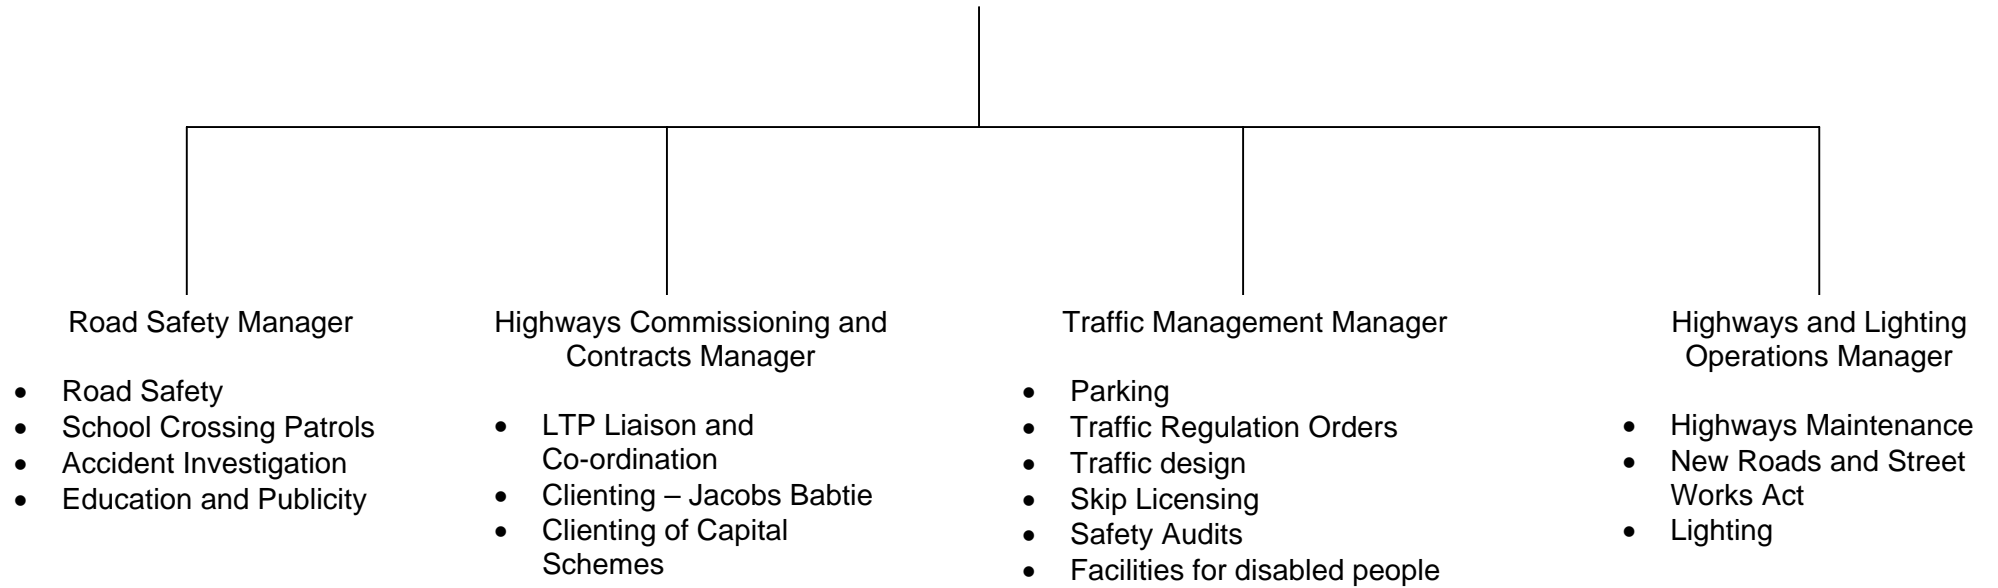 Road Safety Manager
• Road Safety
• School Crossing Patrols
• Accident Investigation
• Education and Publicity
Highways Commissioning and
Contracts Manager
• LTP Liaison and
Co-ordination
• Clienting – Jacobs Babtie
• Clienting of Capital
Schemes
Traffic Management Manager
• Parking
• Traffic Regulation Orders
• Traffic design
• Skip Licensing
• Safety Audits
• Facilities for disabled people
Highways and Lighting
Operations Manager
• Highways Maintenance
• New Roads and Street
Works Act
• Lighting